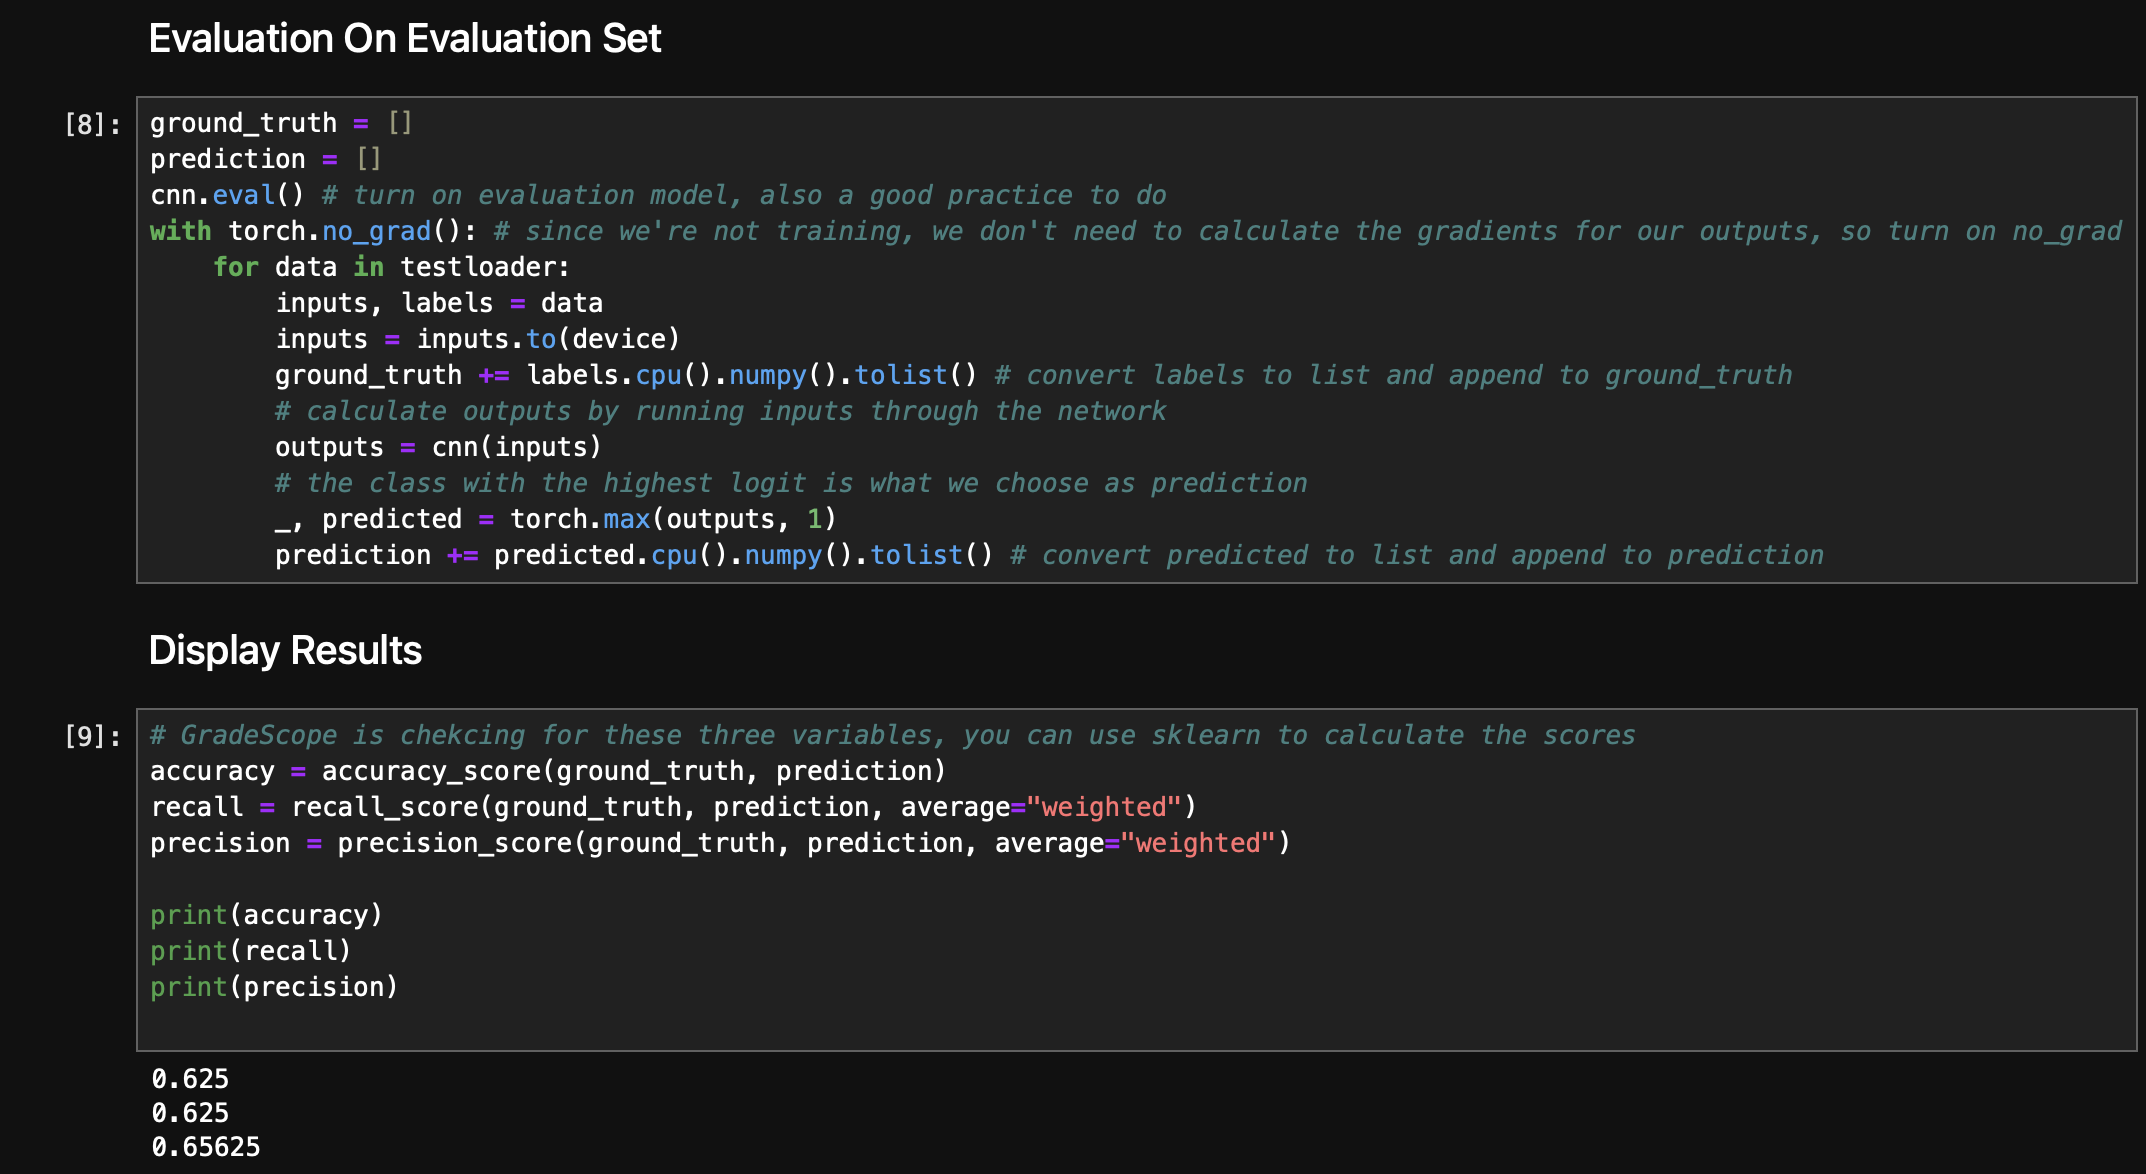 Evaluation On Evaluation Set
[8]:
ground_truth = []
prediction = []
cnn.eval() # turn on evaluation model, also a good practice to do
with torch.no_grad(): # since we're not training, we don't need to calculate the gradients for our outputs, so turn on no_grad
    for data in testloader:
        inputs, labels = data
        inputs = inputs.to(device)
        ground_truth += labels.cpu().numpy().tolist() # convert labels to list and append to ground_truth
        # calculate outputs by running inputs through the network
        outputs = cnn(inputs)
        # the class with the highest logit is what we choose as prediction
        _, predicted = torch.max(outputs, 1)
        prediction += predicted.cpu().numpy().tolist() # convert predicted to list and append to prediction
Display Results
[9]:
# GradeScope is chekcing for these three variables, you can use sklearn to calculate the scores
accuracy = accuracy_score(ground_truth, prediction)
recall = recall_score(ground_truth, prediction, average="weighted")
precision = precision_score(ground_truth, prediction, average="weighted")
print(accuracy)
print(recall)
print(precision)
0.625
0.625
0.65625